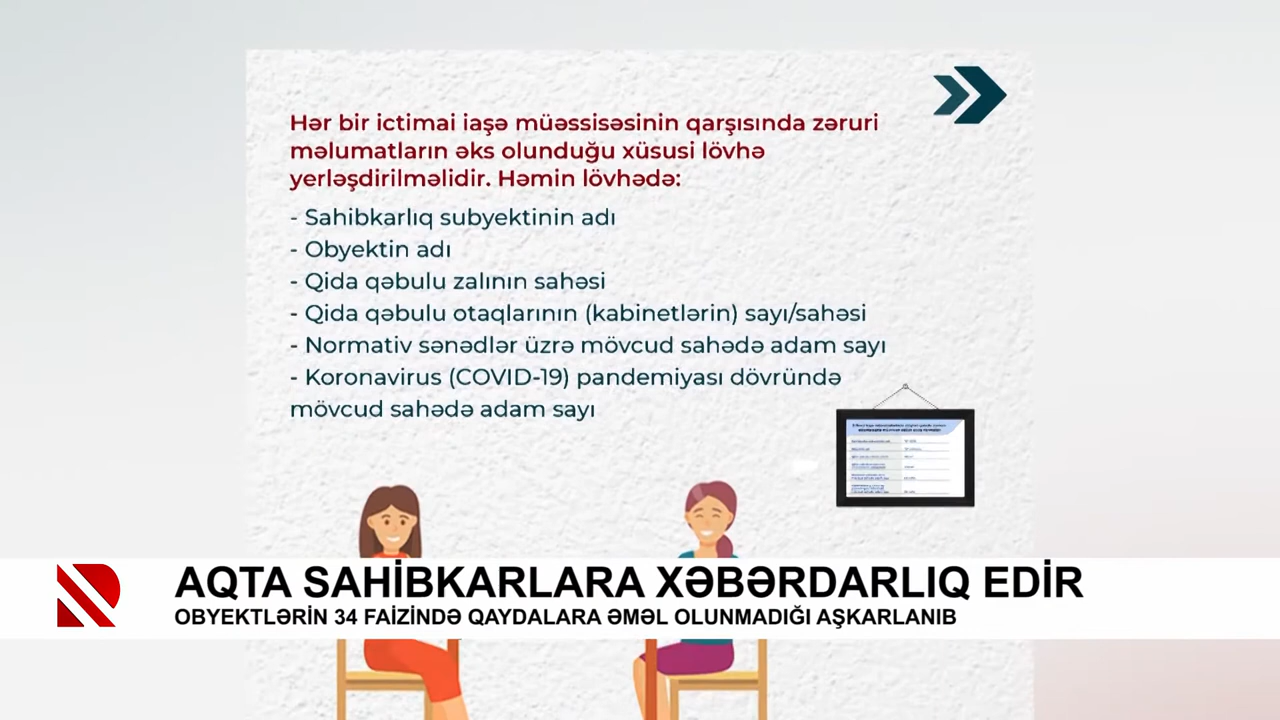 Hər bir ictimai iaşə müəssisəsinin qarşısında zəruri
məlumatların əks olunduğu xüsusi lövhə
yerləşdirilməlidir. Həmin lövhədə:
- Sahibkarlıq subyektinin adı
- Obyektin adı
- Qida qəbulu zalının sahəsi
- Qida qəbulu otaqlarının (kabinetlərin) sayı/sahəsi
- Normativ sənədlər üzrə mövcud sahədə adam sayı
- Koronavirus (COVID-19) pandemiyası dövründə
mövcud sahədə adam sayı
AQTA SAHİBKARLARA XƏBƏRDARLIQ EDİR
OBYEKTLƏRİN 34 FAİZİNDƏ QAYDALARA ƏMƏL OLUNMADIĞI AŞKARLANIB